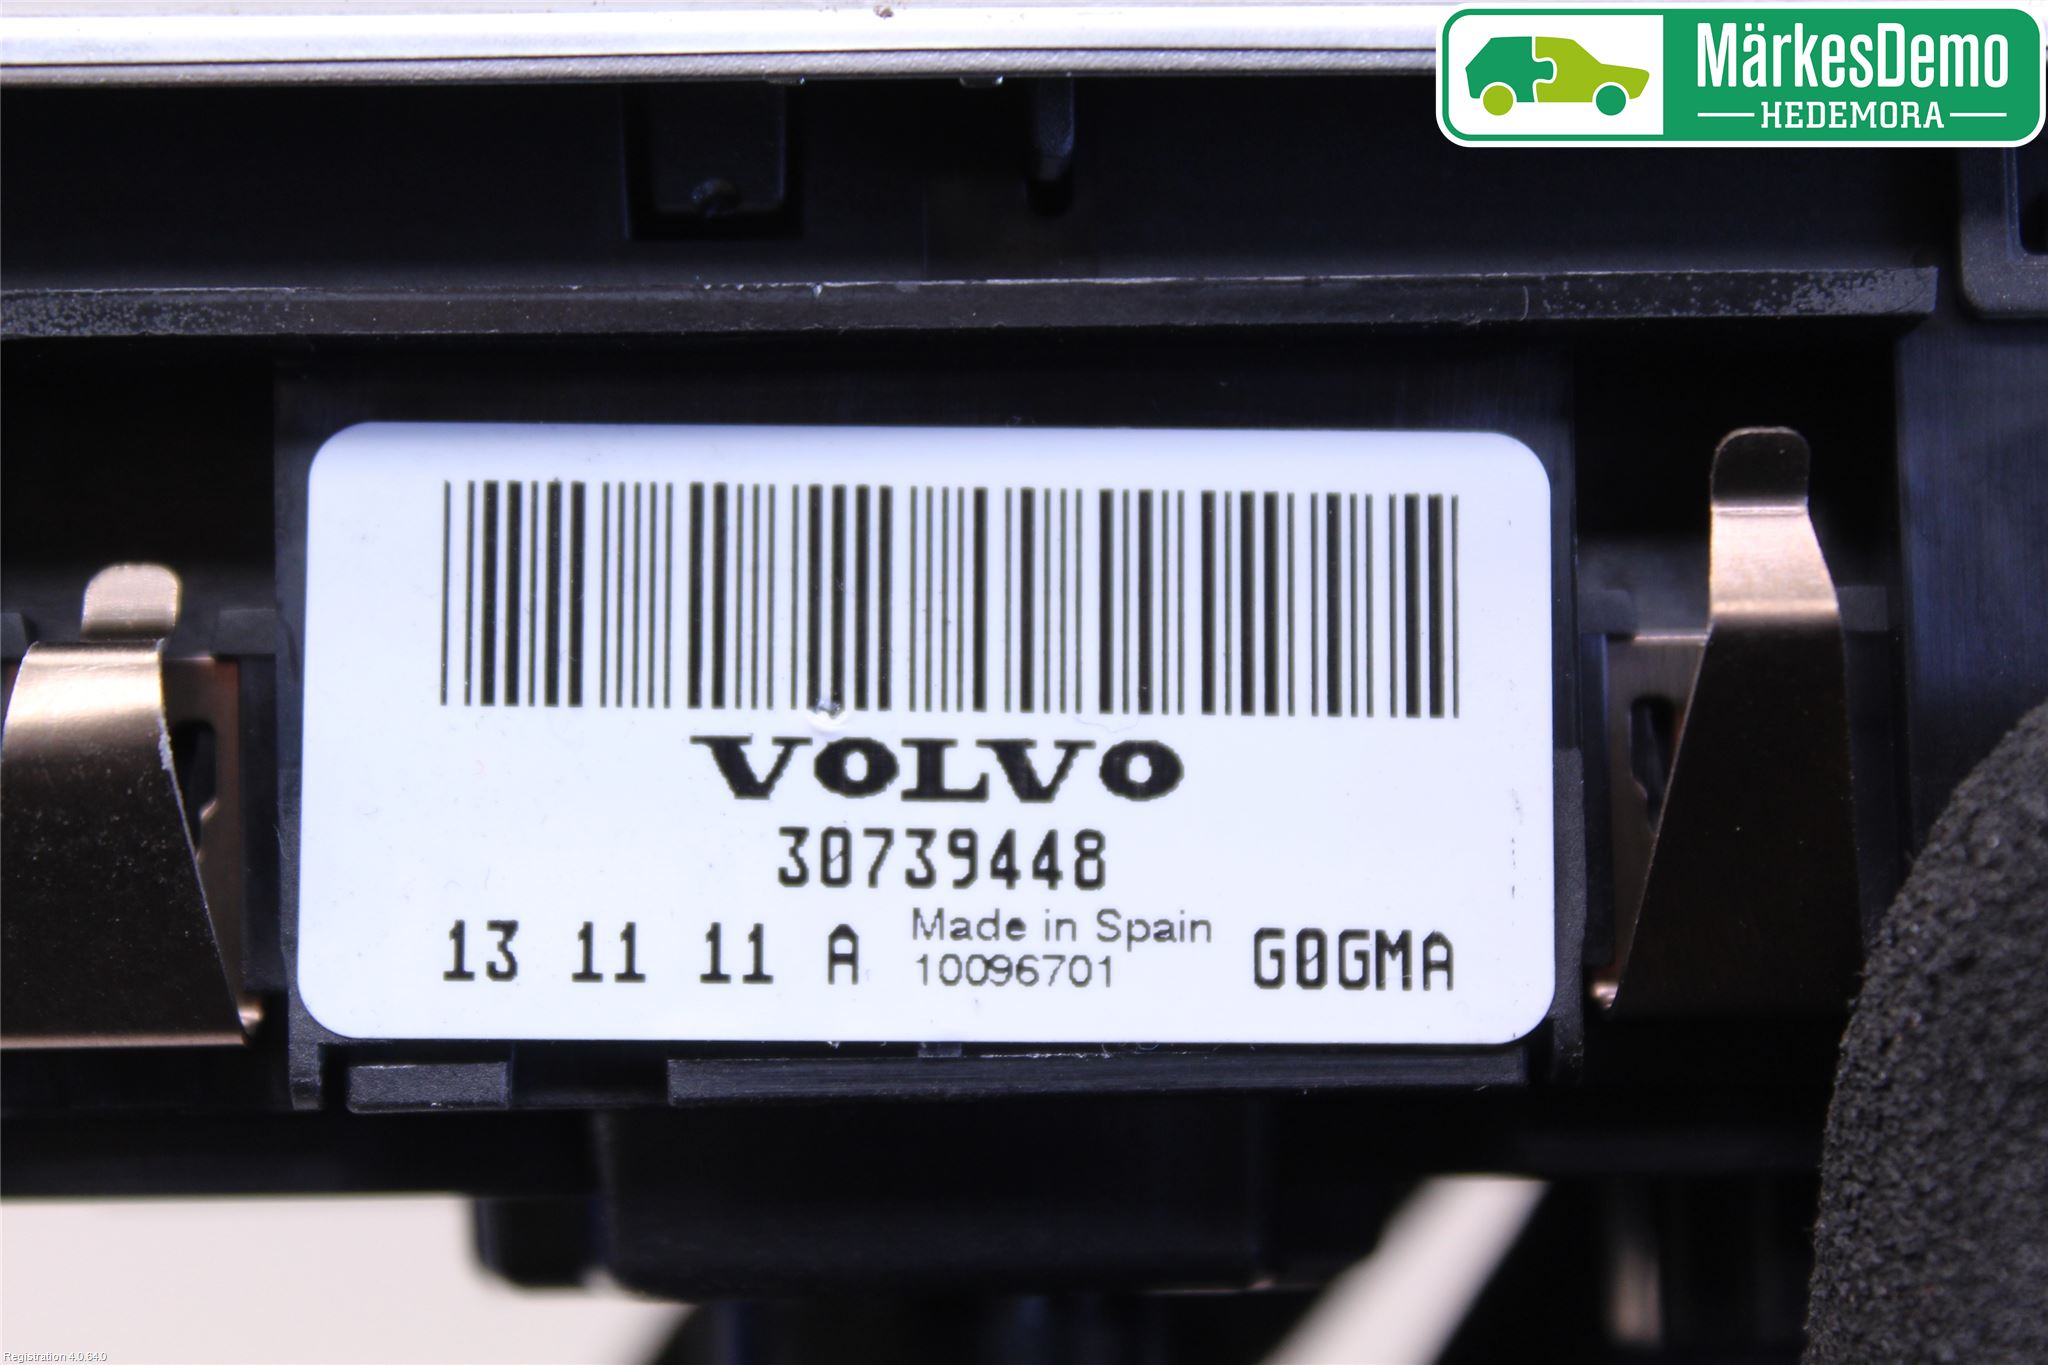 MärkesDemo
HEDEMORA
VOLVO
30739448
13 11 11 A
Made in Spain
10096701
G0GMA
Registration 4.0.64.0